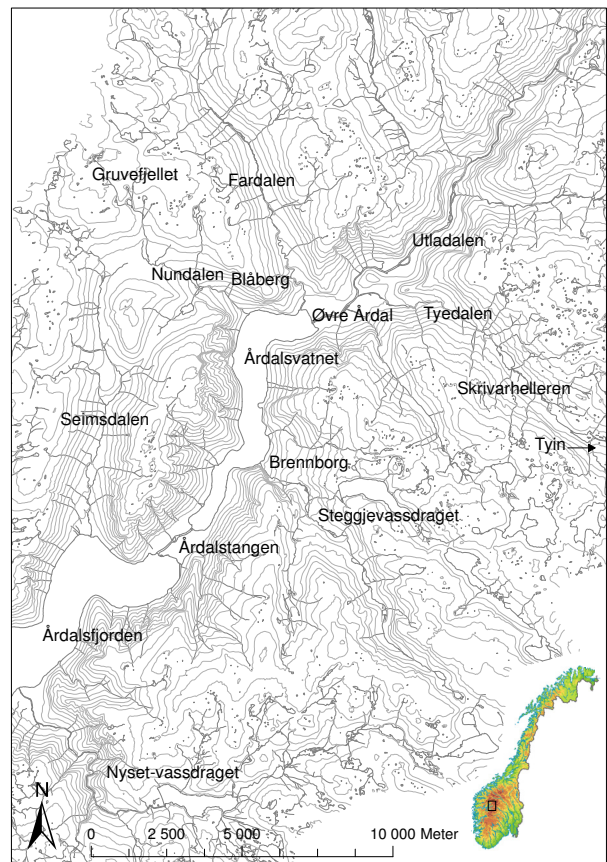 Gruvefjellet
Fardalen
Utladalen
Nundalen
Blåberg
Øvre Årdal
Tyedalen
Årdalsvatnet
Skrivarhelleren
Seimsdalen
Tyin
Brennborg
Steggjevassdraget
Årdalstangen
Årdalsfjorden
Nyset-vassdraget
N
0 2 500 5 000 10 000 Meter